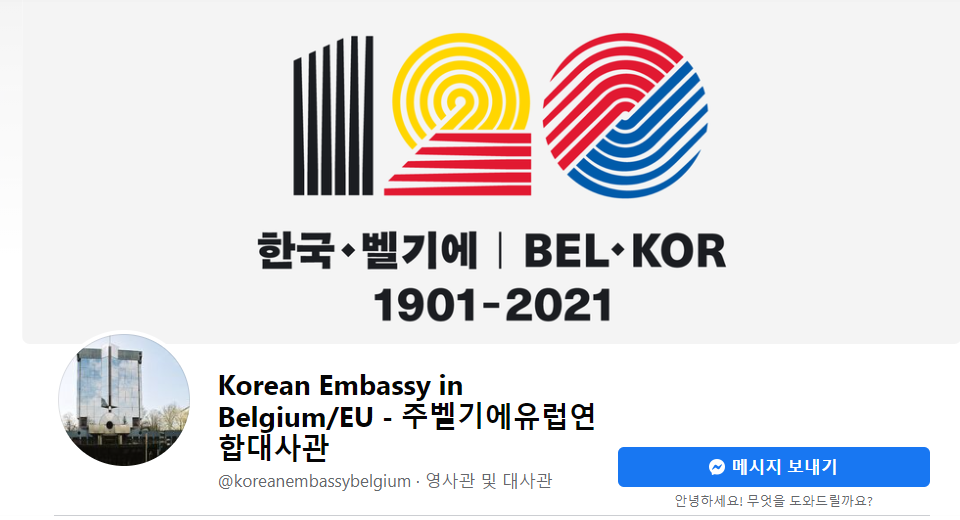 120
한국·벨기에 | BEL·KOR
1901-2021
Korean Embassy in
Belgium/EU - 주벨기에유럽연
합대사관
@koreanembassybelgium · 영사관 및 대사관
메시지 보내기
안녕하세요! 무엇을 도와드릴까요?